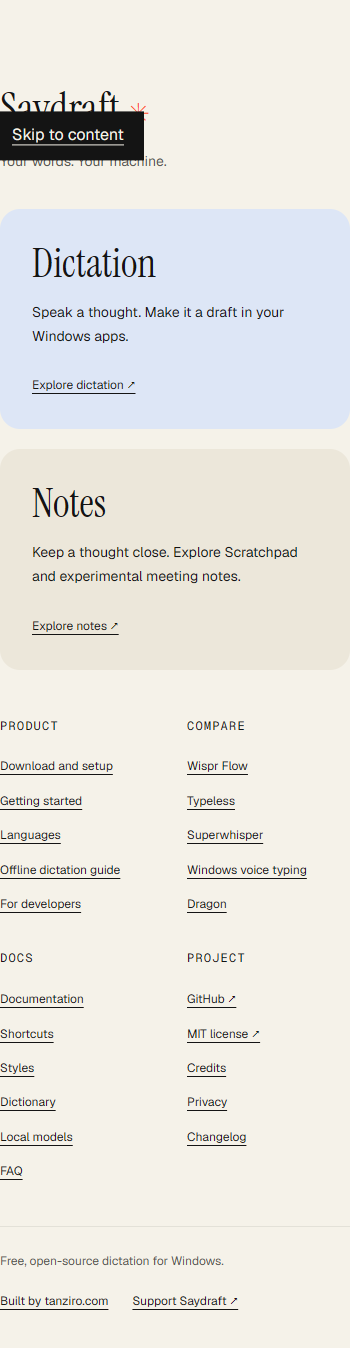 Saydraft
Skip to content
Your words. Your machine.
Dictation
Speak a thought. Make it a draft in your
Windows apps.
Explore dictation ↗
Notes
Keep a thought close. Explore Scratchpad
and experimental meeting notes.
Explore notes ↗
PRODUCT
Download and setup
Getting started
Languages
Offline dictation guide
For developers
COMPARE
Wispr Flow
Typeless
Superwhisper
Windows voice typing
Dragon
DOCS
Documentation
Shortcuts
Styles
Dictionary
Local models
FAQ
PROJECT
GitHub ↗
MIT license ↗
Credits
Privacy
Changelog
Free, open-source dictation for Windows.
Built by tanziro.com
Support Saydraft ↗